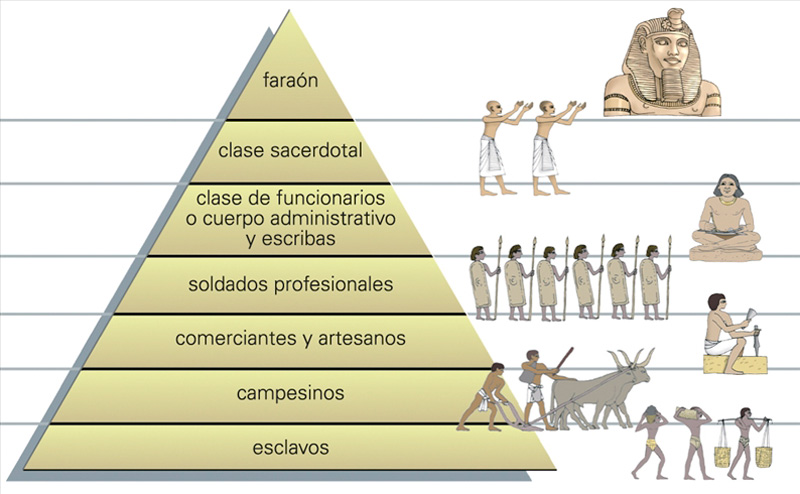 faraón
clase sacerdotal
clase de funcionarios
o cuerpo administrativo
y escribas
soldados profesionales
comerciantes y artesanos
campesinos
esclavos